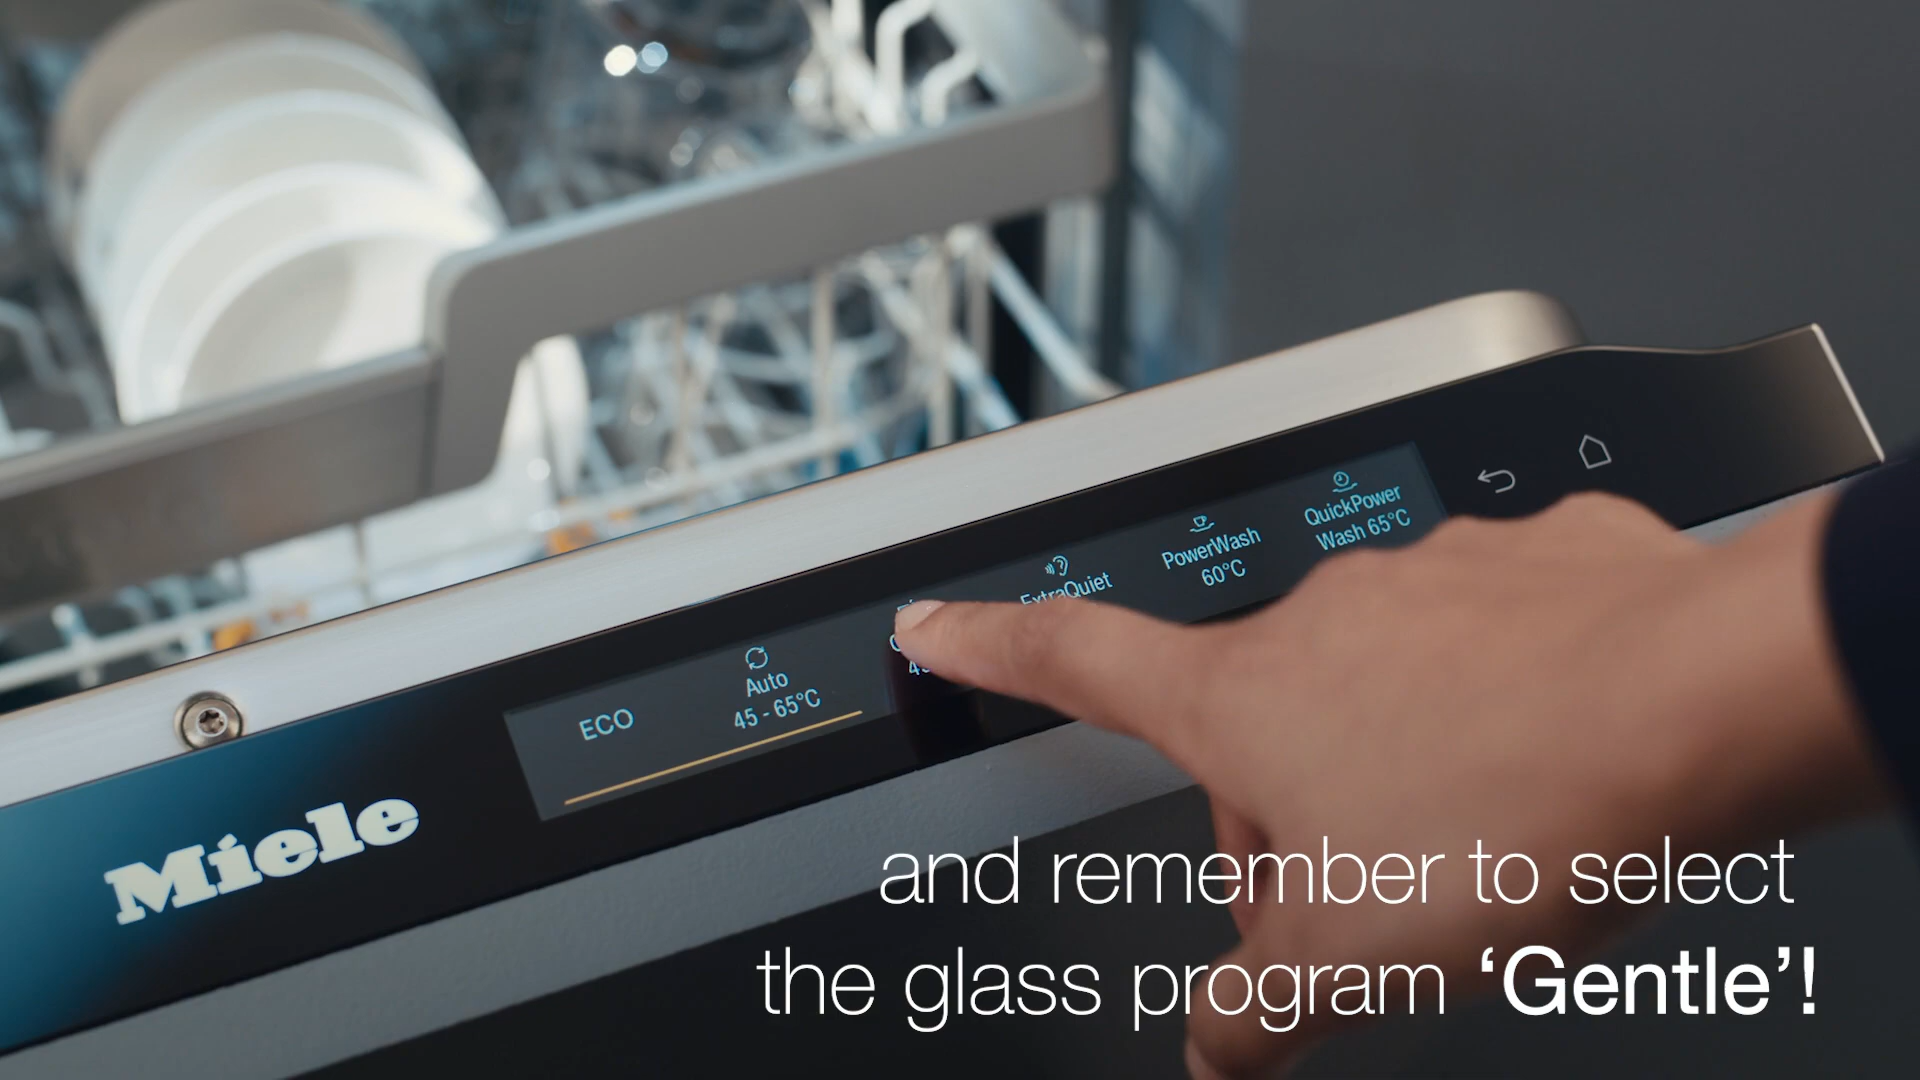 ECO
Auto
45 - 65°C
ExtraQuiet
PowerWash
60°C
QuickPower
Wash 65°C
Miele
and remember to select
the glass program ‘Gentle’!